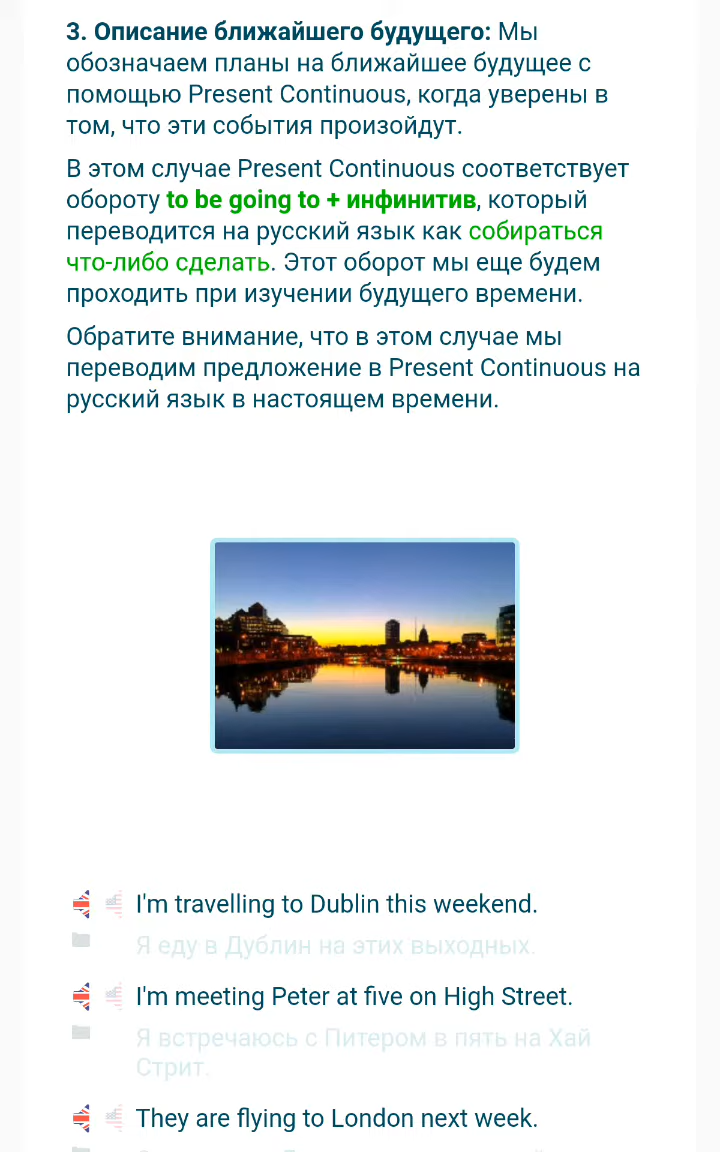 3. Описание ближайшего будущего: Мы
обозначаем планы на ближайшее будущее с
помощью Present Continuous, когда уверены в
том, что эти события произойдут.
В этом случае Present Continuous соответствует
обороту to be going to + инфинитив, который
переводится на русский язык как собираться
что-либо сделать. Этот оборот мы еще будем
проходить при изучении будущего времени.
Обратите внимание, что в этом случае мы
переводим предложение в Present Continuous на
русский язык в настоящем времени.
I'm travelling to Dublin this weekend.
Я еду в Дублин на этих выходных.
I'm meeting Peter at five on High Street.
Я встречаюсь с Питером в пять на Хай
Стрит.
They are flying to London next week.